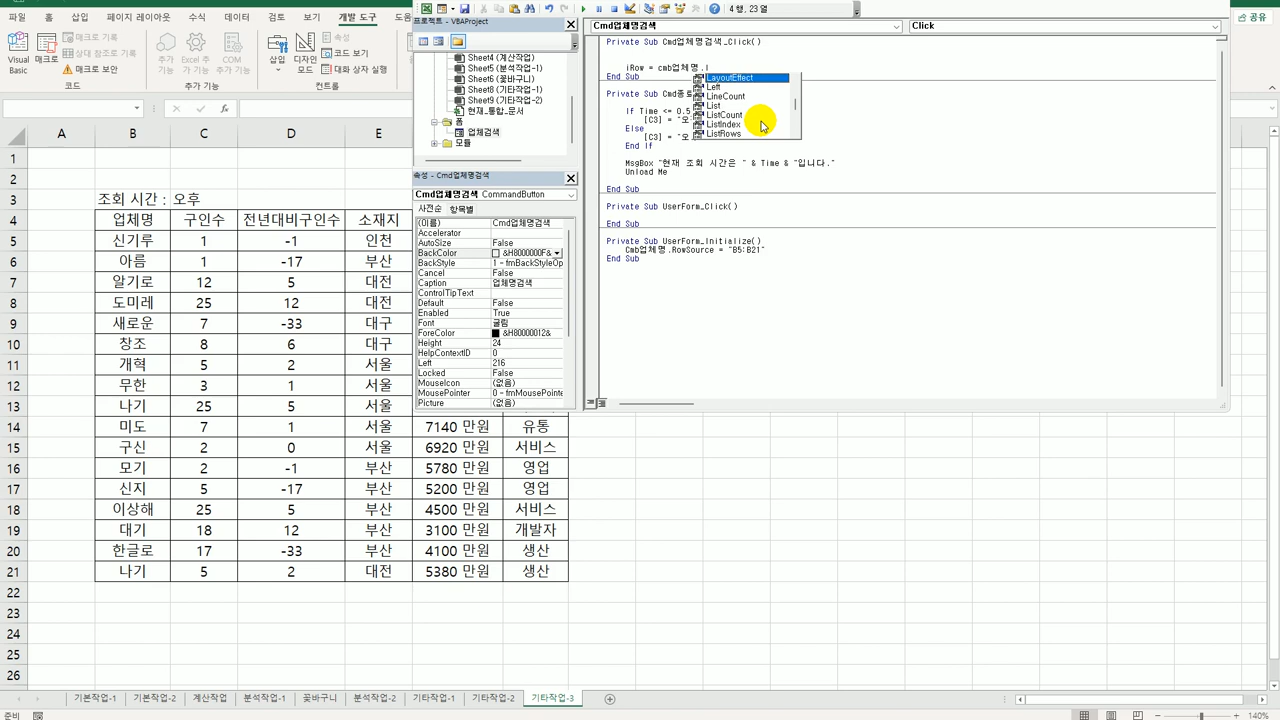 파일 홈 삽입 페이지 레이아웃 수식 데이터 검토 보기 개발 도구
공유
Visual Basic
매크로
매크로 기록
상대 참조로 기록
매크로 보안
코드
추가 기능
Excel 추가 기능
COM 추가 기능
추가 기능
삽입
디자인 모드
속성
코드 보기
대화 상자 실행
컨트롤
4 행, 23 열
프로젝트 - VBAProject
Sheet4 (계산작업)
Sheet5 (분석작업-1)
Sheet6 (꽃바구니)
Sheet8 (기타작업-1)
Sheet9 (기타작업-2)
현재_통합_문서
폼
업체검색
모듈
속성 - Cmd업체명검색
Cmd업체명검색 CommandButton
사전순 항목별
(이름) Cmd업체명검색
Accelerator
AutoSize False
BackColor &H8000000F&
BackStyle 1 - fmBackStyleOp
Cancel False
Caption 업체명검색
ControlTipText
Default False
Enabled True
Font 굴림
ForeColor &H80000012&
Height 24
HelpContextID 0
Left 216
Locked False
MouseIcon (없음)
MousePointer 0 - fmMousePointe
Picture (없음)
Cmd업체명검색 Click
Private Sub Cmd업체명검색_Click()
iRow = cmb업체명.l
End Sub
LayoutEffect
Left
LineCount
List
ListCount
ListIndex
ListRows
Private Sub Cmd종료
If Time <= 0.5
[C3] = "오
Else
[C3] = "오
End If
MsgBox "현재 조회 시간은 " & Time & "입니다."
Unload Me
End Sub
Private Sub UserForm_Click()
End Sub
Private Sub UserForm_Initialize()
Cmb업체명.RowSource = "B5:B21"
End Sub
A B C D E
1
2
3 조회 시간 : 오후
4 업체명 구인수 전년대비구인수 소재지
5 신기루 1 -1 인천
6 아름 1 -17 부산
7 알기로 12 5 대전
8 도미레 25 12 대전
9 새로운 7 -33 대구
10 창조 8 6 대구
11 개혁 5 2 서울
12 무한 3 1 서울
13 나기 25 5 서울
14 미도 7 1 서울 7140 만원 유통
15 구신 2 0 서울 6920 만원 서비스
16 모기 2 -1 부산 5780 만원 영업
17 신지 5 -17 부산 5200 만원 영업
18 이상해 25 5 부산 4500 만원 서비스
19 대기 18 12 부산 3100 만원 개발자
20 한글로 17 -33 부산 4100 만원 생산
21 나기 5 2 대전 5380 만원 생산
22
23
24
25
26
기본작업-1 기본작업-2 계산작업 분석작업-1 꽃바구니 분석작업-2 기타작업-1 기타작업-2 기타작업-3
준비
140%